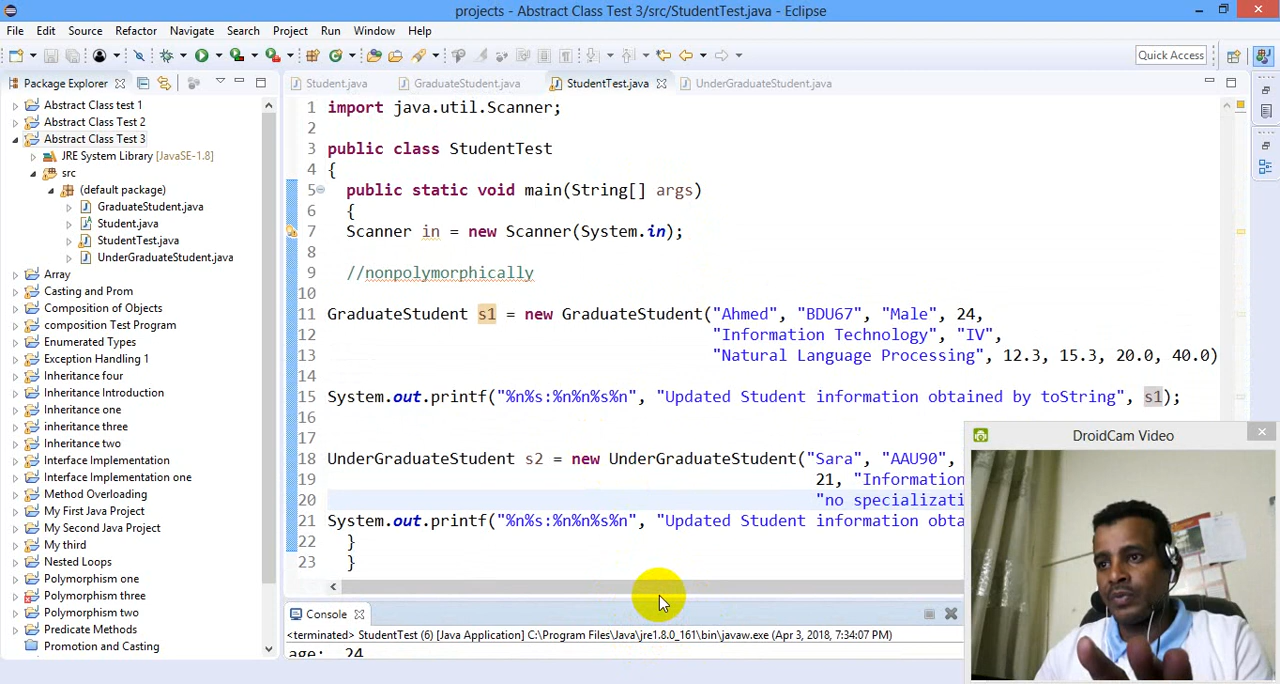 projects - Abstract Class Test 3/src/StudentTest.java - Eclipse
File Edit Source Refactor Navigate Search Project Run Window Help
Quick Access
Package Explorer
Student.java GraduateStudent.java StudentTest.java UnderGraduateStudent.java
Abstract Class test 1
Abstract Class Test 2
Abstract Class Test 3
JRE System Library [JavaSE-1.8]
src
(default package)
GraduateStudent.java
Student.java
StudentTest.java
UnderGraduateStudent.java
Array
Casting and Prom
Composition of Objects
composition Test Program
Enumerated Types
Exception Handling 1
Inheritance four
Inheritance Introduction
Inheritance one
inheritance three
Inheritance two
Interface Implementation
Interface Implementation one
Method Overloading
My First Java Project
My Second Java Project
My third
Nested Loops
Polymorphism one
Polymorphism three
Polymorphism two
Predicate Methods
Promotion and Casting
1 import java.util.Scanner;
2
3 public class StudentTest
4 {
5 public static void main(String[] args)
6 {
7 Scanner in = new Scanner(System.in);
8
9 //nonpolymorphically
10
11 GraduateStudent s1 = new GraduateStudent("Ahmed", "BDU67", "Male", 24,
12 "Information Technology", "IV",
13 "Natural Language Processing", 12.3, 15.3, 20.0, 40.0)
14
15 System.out.printf("%n%s:%n%n%s%n", "Updated Student information obtained by toString", s1);
16
17
18 UnderGraduateStudent s2 = new UnderGraduateStudent("Sara", "AAU90",
19 21, "Information
20 "no specializati
21 System.out.printf("%n%s:%n%n%s%n", "Updated Student information obta
22 }
23 }
Console
<terminated> StudentTest (6) [Java Application] C:\Program Files\Java\jre1.8.0_161\bin\javaw.exe (Apr 3, 2018, 7:34:07 PM)
age: 24
DroidCam Video